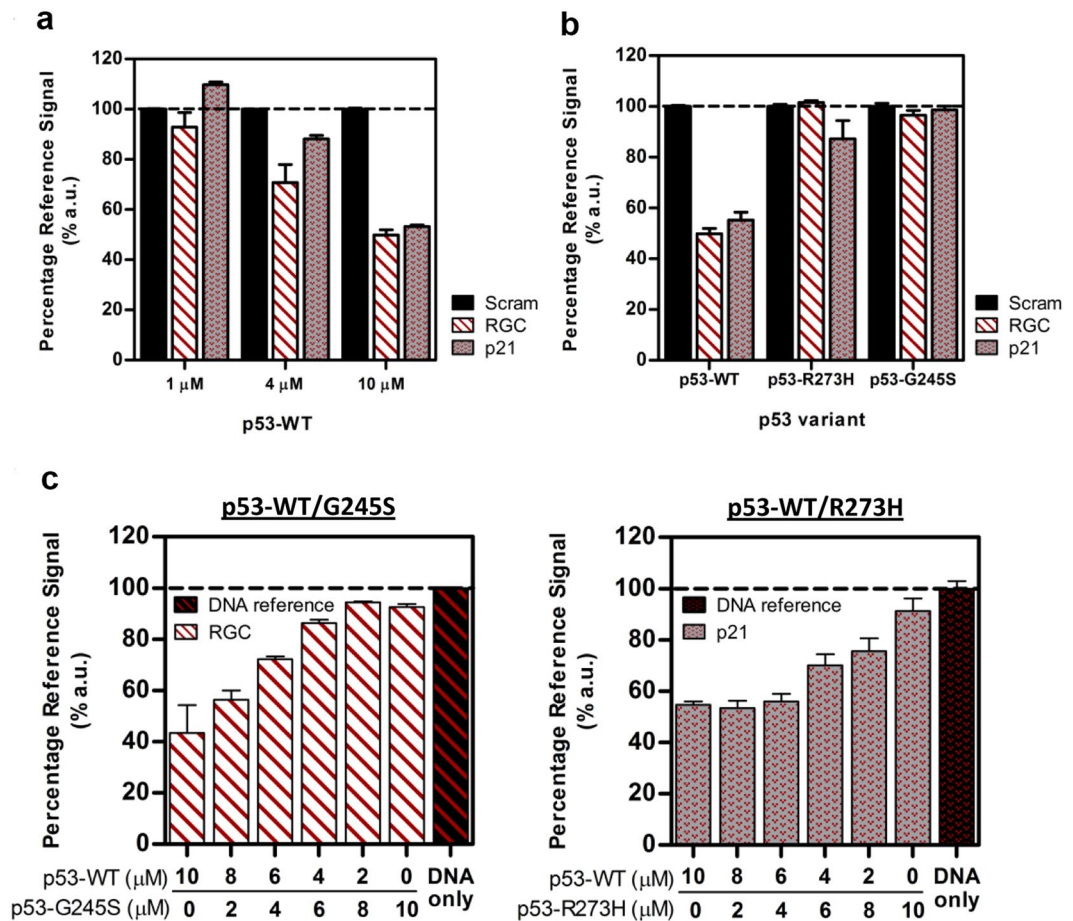 a
Percentage Reference Signal
(% a.u.)
120
100
80
60
40
20
0
1 μM 4 μM 10 μM
p53-WT
Scram
RGC
p21
b
Percentage Reference Signal
(% a.u.)
120
100
80
60
40
20
0
p53-WT p53-R273H p53-G245S
p53 variant
Scram
RGC
p21
c
p53-WT/G245S
Percentage Reference Signal
(% a.u.)
120
100
80
60
40
20
0
DNA reference
RGC
p53-WT (μM) 10 8 6 4 2 0 DNA
only
p53-G245S (μM) 0 2 4 6 8 10
p53-WT/R273H
Percentage Reference Signal
(% a.u.)
120
100
80
60
40
20
0
DNA reference
p21
p53-WT (μM) 10 8 6 4 2 0 DNA
only
p53-R273H (μM) 0 2 4 6 8 10